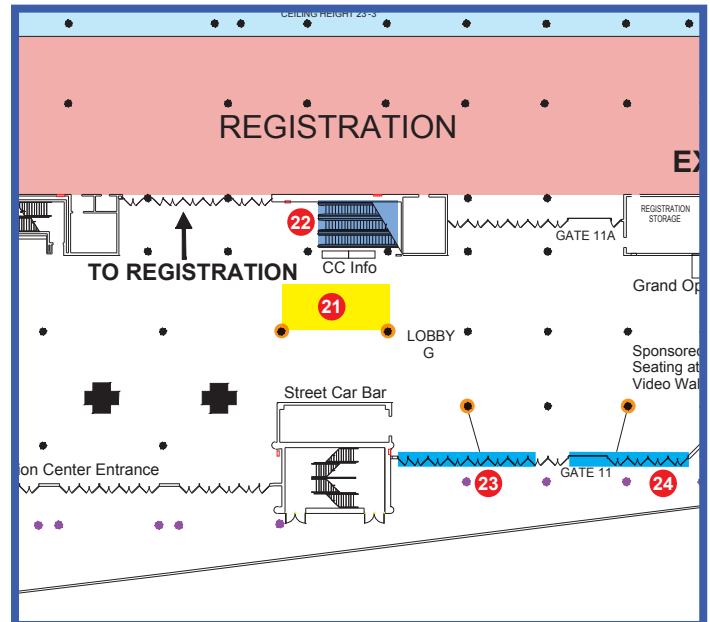 CEILING HEIGHT 23'-3"
REGISTRATION
EX
REGISTRATION
STORAGE
22
GATE 11A
TO REGISTRATION
CC Info
Grand Op
21
LOBBY
G
Sponsored
Seating at
Video Wal
Street Car Bar
ion Center Entrance
GATE 11
23
24